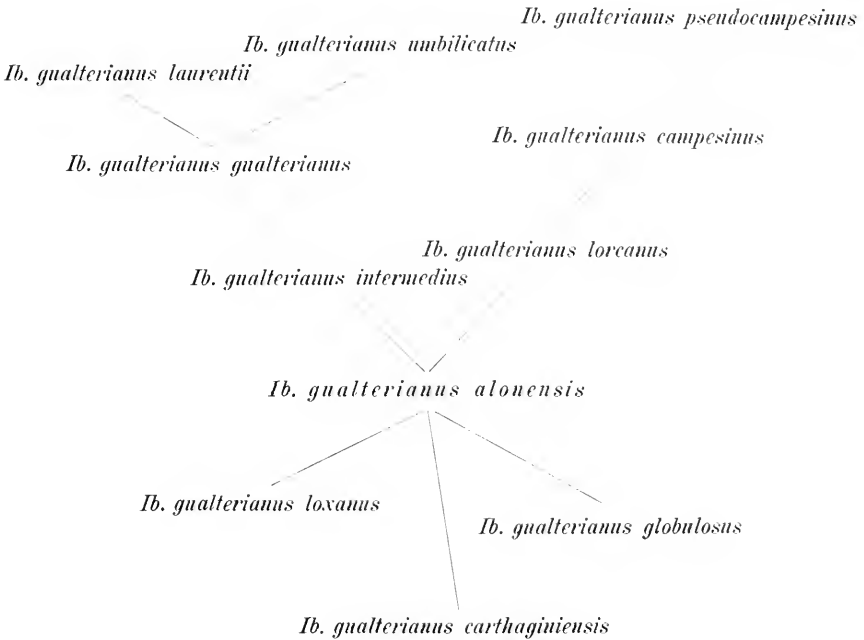 Ib. gualterianus pseudocampesinus
Ib. gualterianus umbilicatus
Ib. gualterianus laurentii
Ib. gualterianus campesinus
Ib. gualterianus gualterianus
Ib. gualterianus lorcanus
Ib. gualterianus intermedius
Ib. gualterianus alonensis
Ib. gualterianus loxanus
Ib. gualterianus globulosus
Ib. gualterianus carthaginiensis